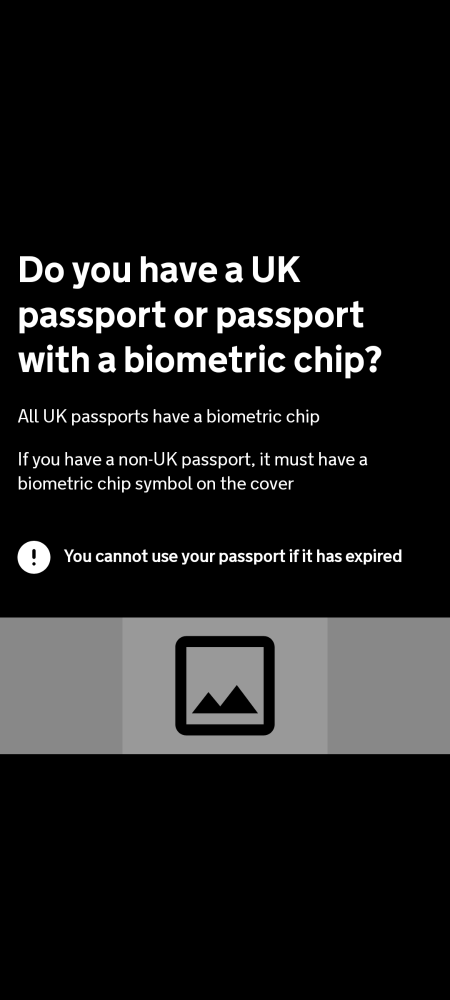 Do you have a UK
passport or passport
with a biometric chip?
All UK passports have a biometric chip
If you have a non-UK passport, it must have a
biometric chip symbol on the cover
You cannot use your passport if it has expired